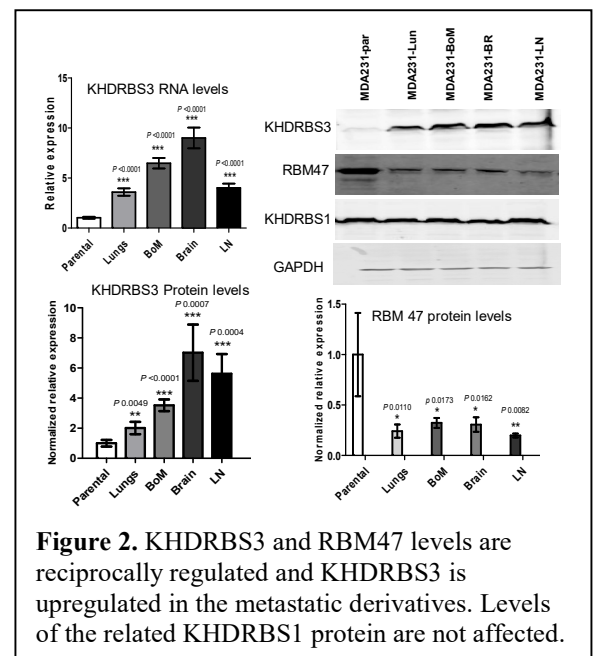 KHDRBS3 RNA levels
Relative expression
15
10
5
0
P <0.0001
***
P <0.0001
***
P <0.0001
***
P <0.0001
***
Parental
Lungs
BoM
Brain
LN
MDA231-par
MDA231-Lun
MDA231-BoM
MDA231-BR
MDA231-LN
KHDRBS3
RBM47
KHDRBS1
GAPDH
KHDRBS3 Protein levels
Normalized relative expression
10
8
6
4
2
0
P 0.0049
**
P <0.0001
***
P 0.0007
***
P 0.0004
***
Parental
Lungs
BoM
Brain
LN
RBM 47 protein levels
Normalized relative expression
1.5
1.0
0.5
0.0
P 0.0110
*
p 0.0173
*
P 0.0162
*
P 0.0082
**
Parental
Lungs
BoM
Brain
LN
Figure 2. KHDRBS3 and RBM47 levels are
reciprocally regulated and KHDRBS3 is
upregulated in the metastatic derivatives. Levels
of the related KHDRBS1 protein are not affected.